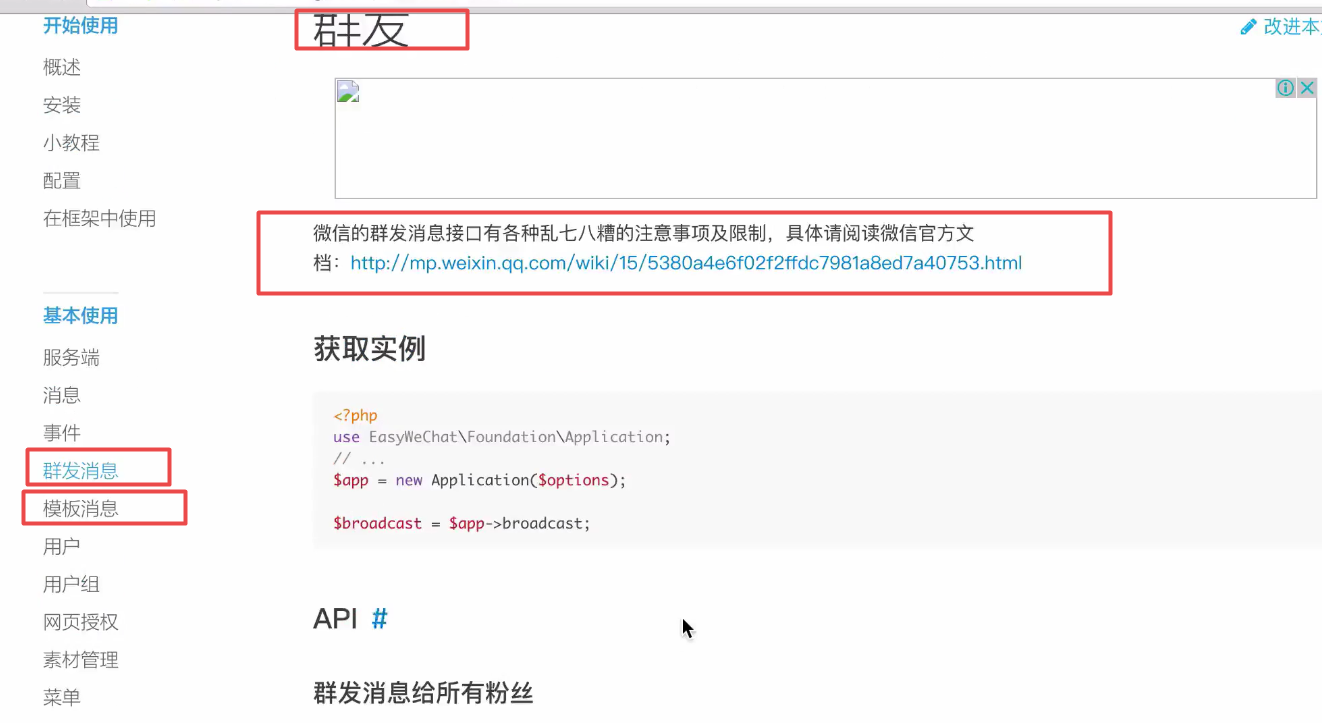 开始使用
概述
安装
小教程
配置
在框架中使用
基本使用
服务端
消息
事件
群发消息
模板消息
用户
用户组
网页授权
素材管理
菜单
群发
改进本
微信的群发消息接口有各种乱七八糟的注意事项及限制，具体请阅读微信官方文
档：http://mp.weixin.qq.com/wiki/15/5380a4e6f02f2ffdc7981a8ed7a40753.html
获取实例
<?php
use EasyWeChat\Foundation\Application;
// ...
$app = new Application($options);
$broadcast = $app->broadcast;
API #
群发消息给所有粉丝